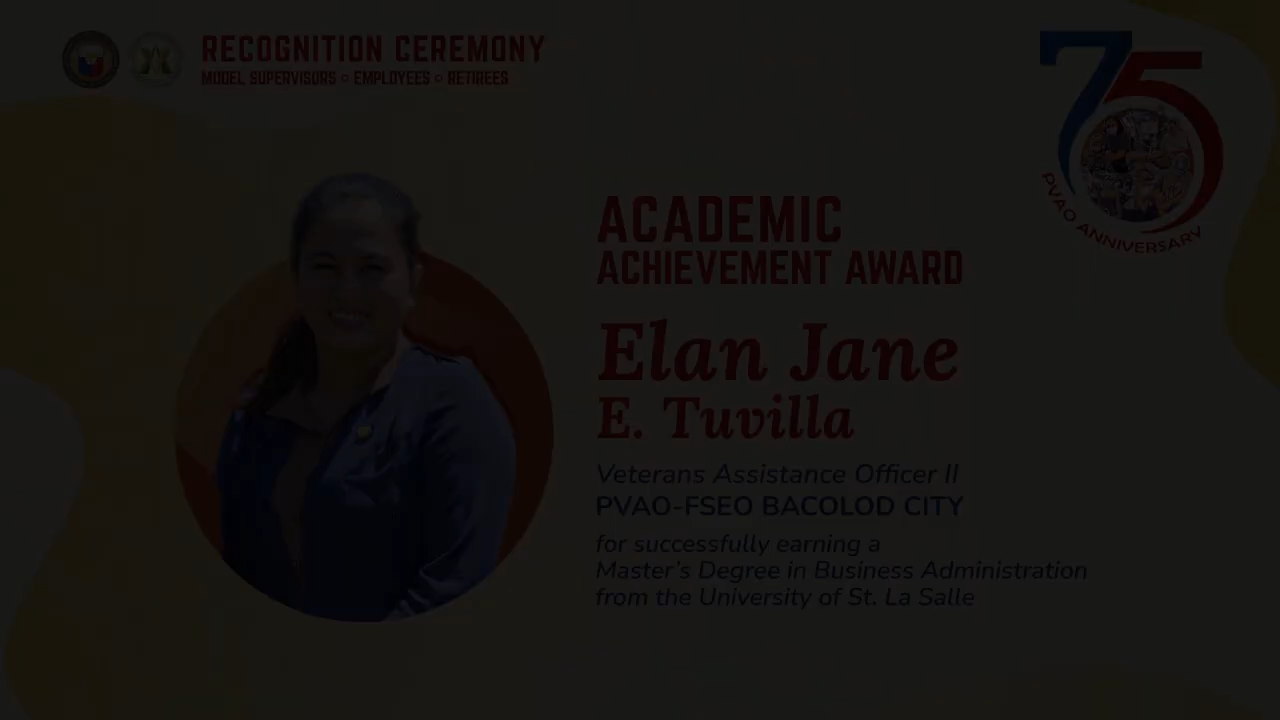 RECOGNITION CEREMONY
MODEL SUPERVISORS ○ EMPLOYEES ○ RETIREES
75
PVAO ANNIVERSARY
ACADEMIC
ACHIEVEMENT AWARD
Elan Jane
E. Tuvilla
Veterans Assistance Officer II
PVAO-FSEO BACOLOD CITY
for successfully earning a
Master's Degree in Business Administration
from the University of St. La Salle